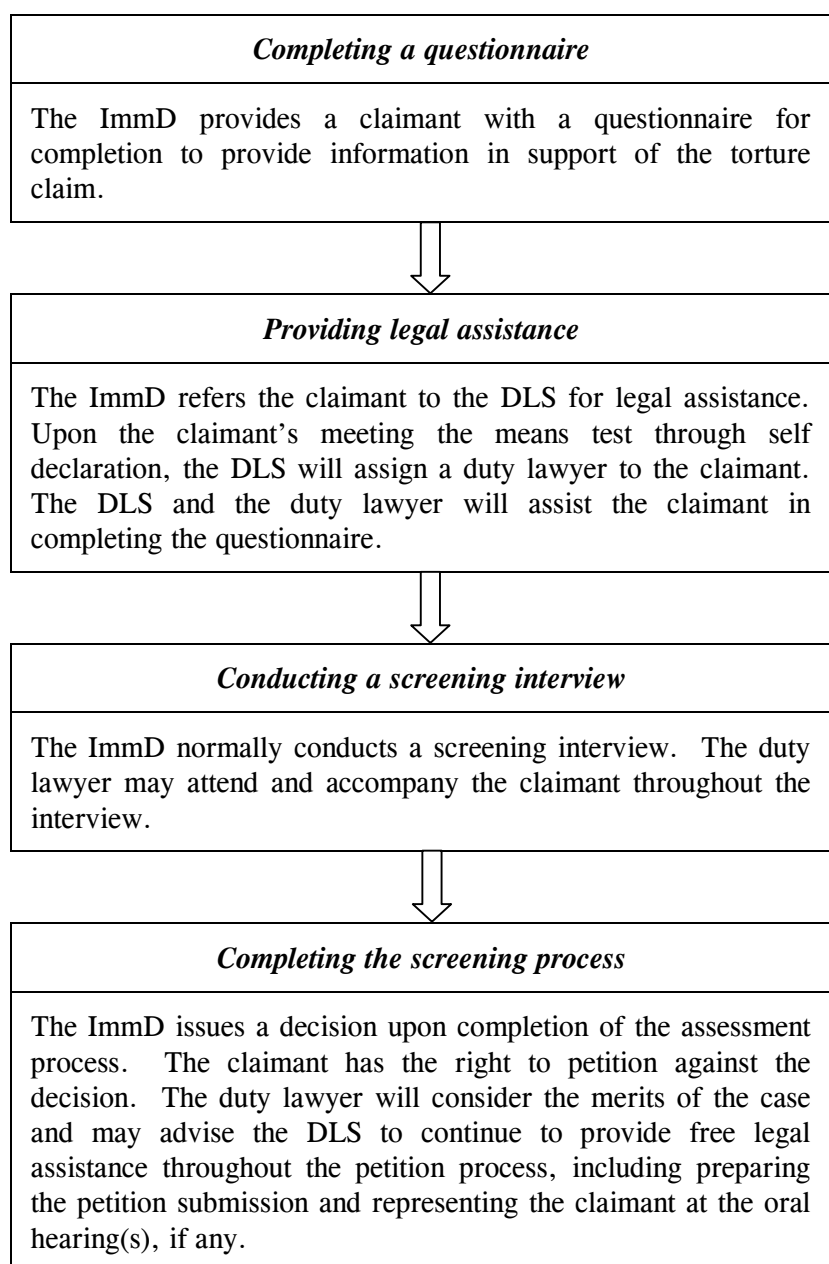 Completing a questionnaire
The ImmD provides a claimant with a questionnaire for
completion to provide information in support of the torture
claim.
Providing legal assistance
The ImmD refers the claimant to the DLS for legal assistance.
Upon the claimant's meeting the means test through self
declaration, the DLS will assign a duty lawyer to the claimant.
The DLS and the duty lawyer will assist the claimant in
completing the questionnaire.
Conducting a screening interview
The ImmD normally conducts a screening interview. The duty
lawyer may attend and accompany the claimant throughout the
interview.
Completing the screening process
The ImmD issues a decision upon completion of the assessment
process. The claimant has the right to petition against the
decision. The duty lawyer will consider the merits of the case
and may advise the DLS to continue to provide free legal
assistance throughout the petition process, including preparing
the petition submission and representing the claimant at the oral
hearing(s), if any.